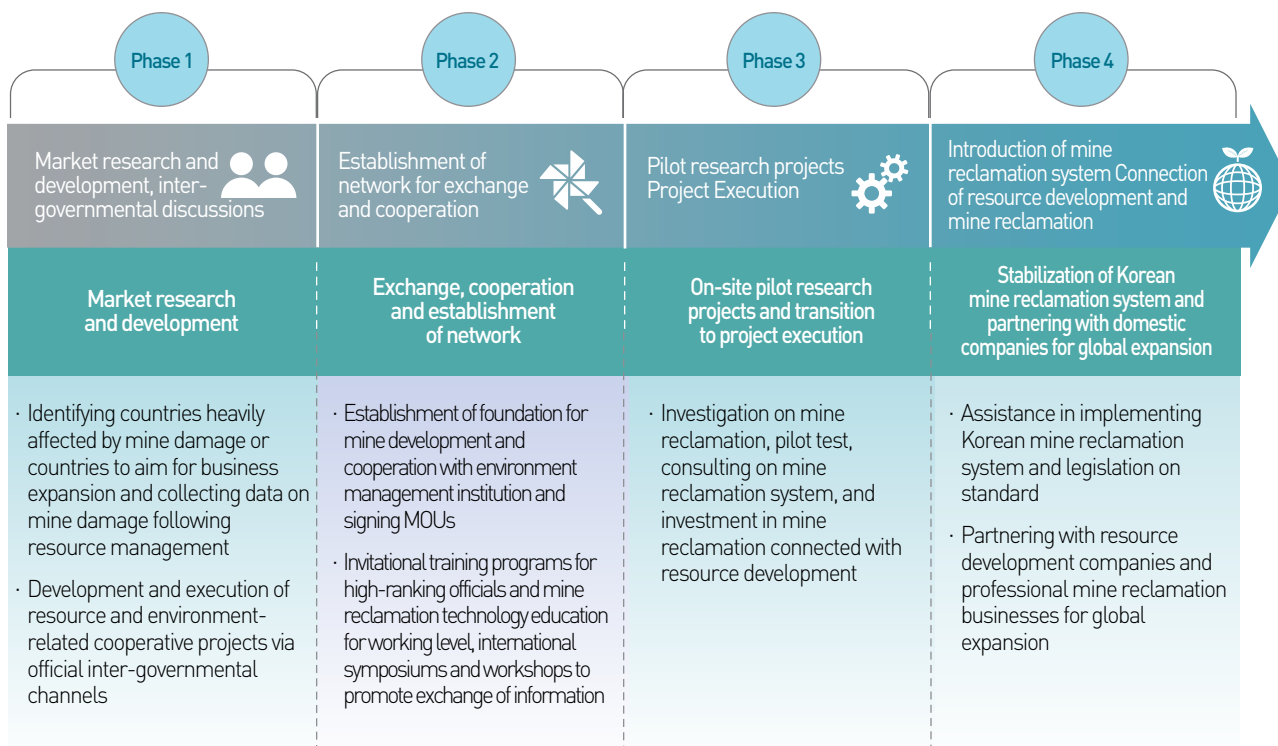 Phase 1
Phase 2
Phase 3
Phase 4
Market research and
development, inter-
governmental discussions
Establishment of
network for exchange
and cooperation
Pilot research projects
Project Execution
Introduction of mine
reclamation system Connection
of resource development and
mine reclamation
Market research
and development
Exchange, cooperation
and establishment
of network
On-site pilot research
projects and transition
to project execution
Stabilization of Korean
mine reclamation system and
partnering with domestic
companies for global expansion
· Identifying countries heavily
affected by mine damage or
countries to aim for business
expansion and collecting data on
mine damage following
resource management
· Development and execution of
resource and environment-
related cooperative projects via
official inter-governmental
channels
· Establishment of foundation for
mine development and
cooperation with environment
management institution and
signing MOUs
· Invitational training programs for
high-ranking officials and mine
reclamation technology education
for working level, international
symposiums and workshops to
promote exchange of information
· Investigation on mine
reclamation, pilot test,
consulting on mine
reclamation system, and
investment in mine
reclamation connected with
resource development
· Assistance in implementing
Korean mine reclamation
system and legislation on
standard
· Partnering with resource
development companies and
professional mine reclamation
businesses for global
expansion